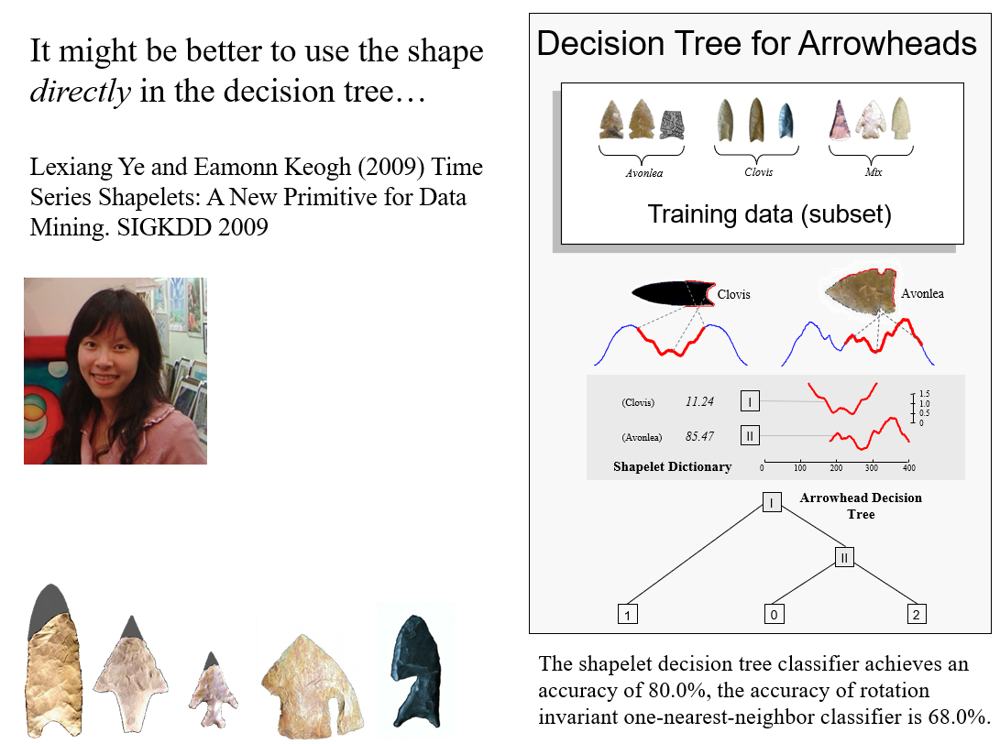 It might be better to use the shape
directly in the decision tree…
Lexiang Ye and Eamonn Keogh (2009) Time
Series Shapelets: A New Primitive for Data
Mining. SIGKDD 2009
Decision Tree for Arrowheads
Avonlea
Clovis
Mix
Training data (subset)
Clovis
Avonlea
(Clovis)
11.24
I
1.5
1.0
0.5
0
(Avonlea)
85.47
II
Shapelet Dictionary
0
100
200
300
400
I
Arrowhead Decision
Tree
II
1
0
2
The shapelet decision tree classifier achieves an
accuracy of 80.0%, the accuracy of rotation
invariant one-nearest-neighbor classifier is 68.0%.